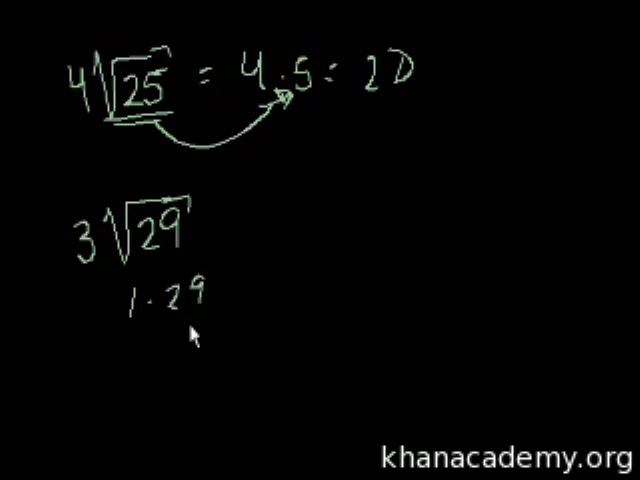 4√25 = 4·5 = 20
3√29
1·29
khanacademy.org